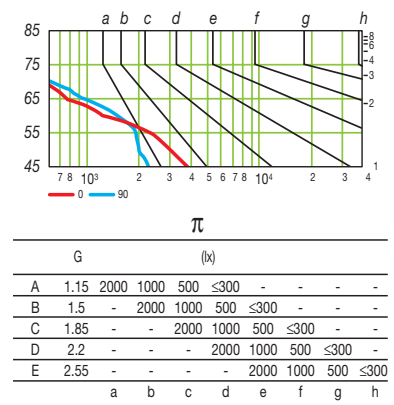 a b c d e f g h
85
8
6
4
75
3
65
2
55
45
1
7 8 10³ 2 3 4 5 6 7 8 10⁴ 2 3 4
0 90
π
G (lx)
A 1.15 2000 1000 500 ≤300 - - - -
B 1.5 - 2000 1000 500 ≤300 - - -
C 1.85 - - 2000 1000 500 ≤300 - -
D 2.2 - - - 2000 1000 500 ≤300 -
E 2.55 - - - - 2000 1000 500 ≤300
a b c d e f g h